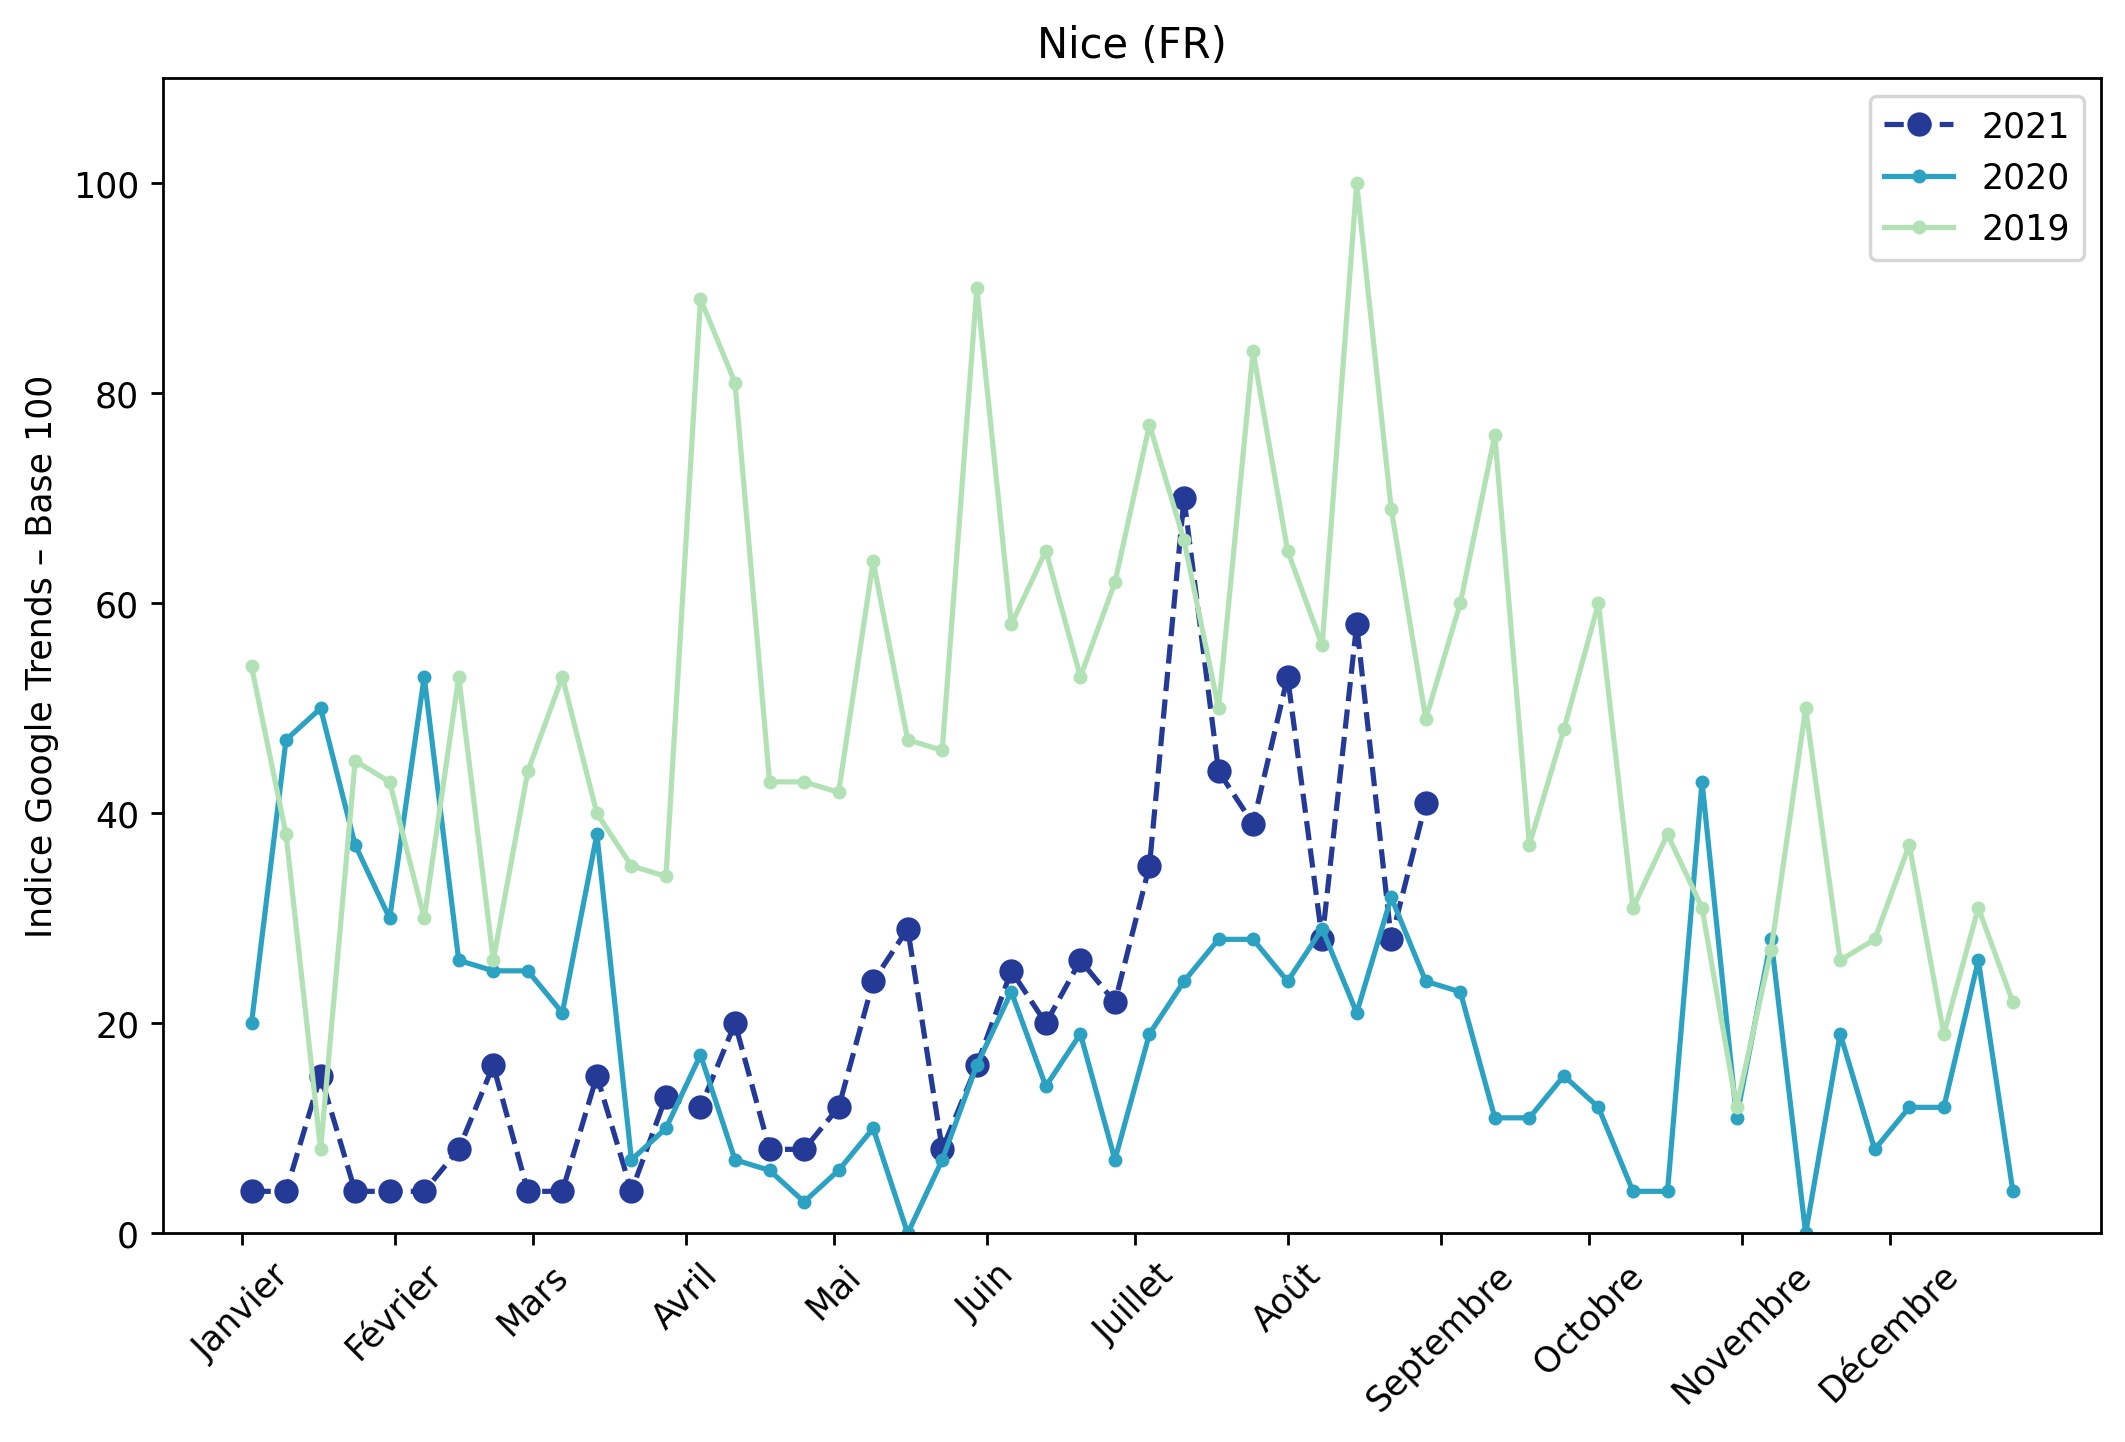 Nice (FR)
2021
2020
2019
Indice Google Trends – Base 100
100
80
60
40
20
0
Janvier
Février
Mars
Avril
Mai
Juin
Juillet
Août
Septembre
Octobre
Novembre
Décembre